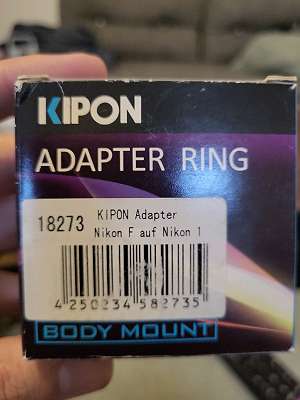 KIPON
ADAPTER RING
18273 KIPON Adapter
Nikon F auf Nikon 1
4 250234 582735
BODY MOUNT